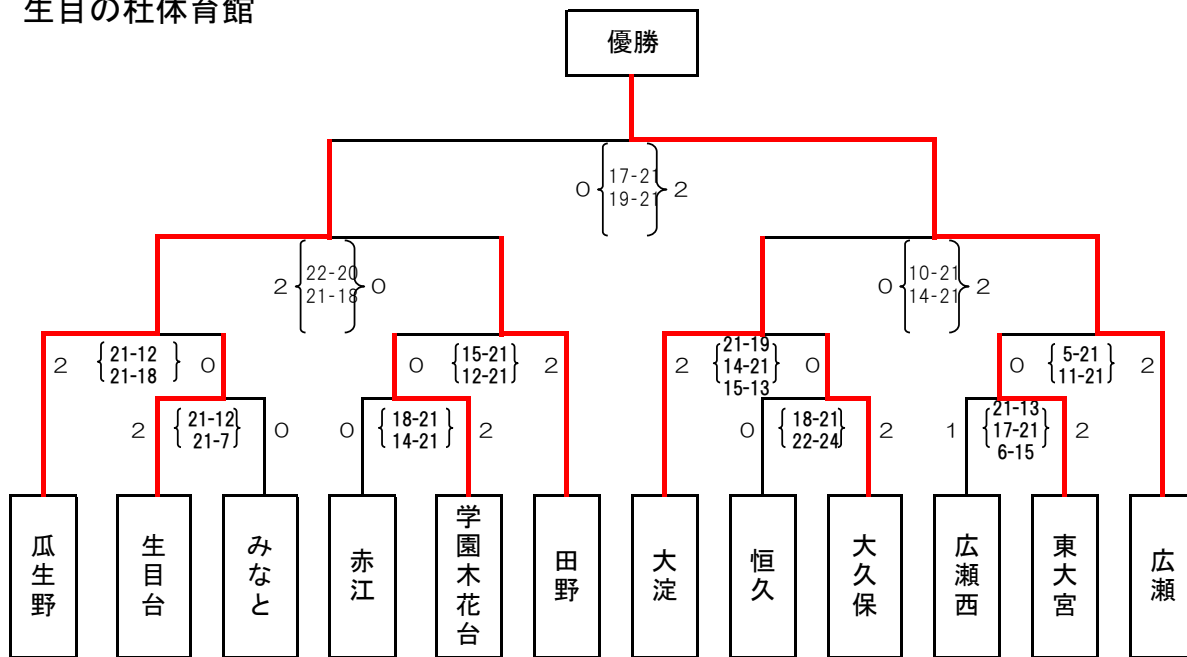 生目の杜体育館
優勝
0 17-21 2
19-21
2 22-20 0
21-18
0 10-21 2
14-21
2 21-12 0
21-18
0 15-21 2
12-21
2 21-19 0
14-21
15-13
0 5-21 2
11-21
2 21-12 0
21-7
0 18-21 2
14-21
0 18-21 2
22-24
1 21-13 2
17-21
6-15
瓜生野
生目台
みなと
赤江
学園木花台
田野
大淀
恒久
大久保
広瀬西
東大宮
広瀬